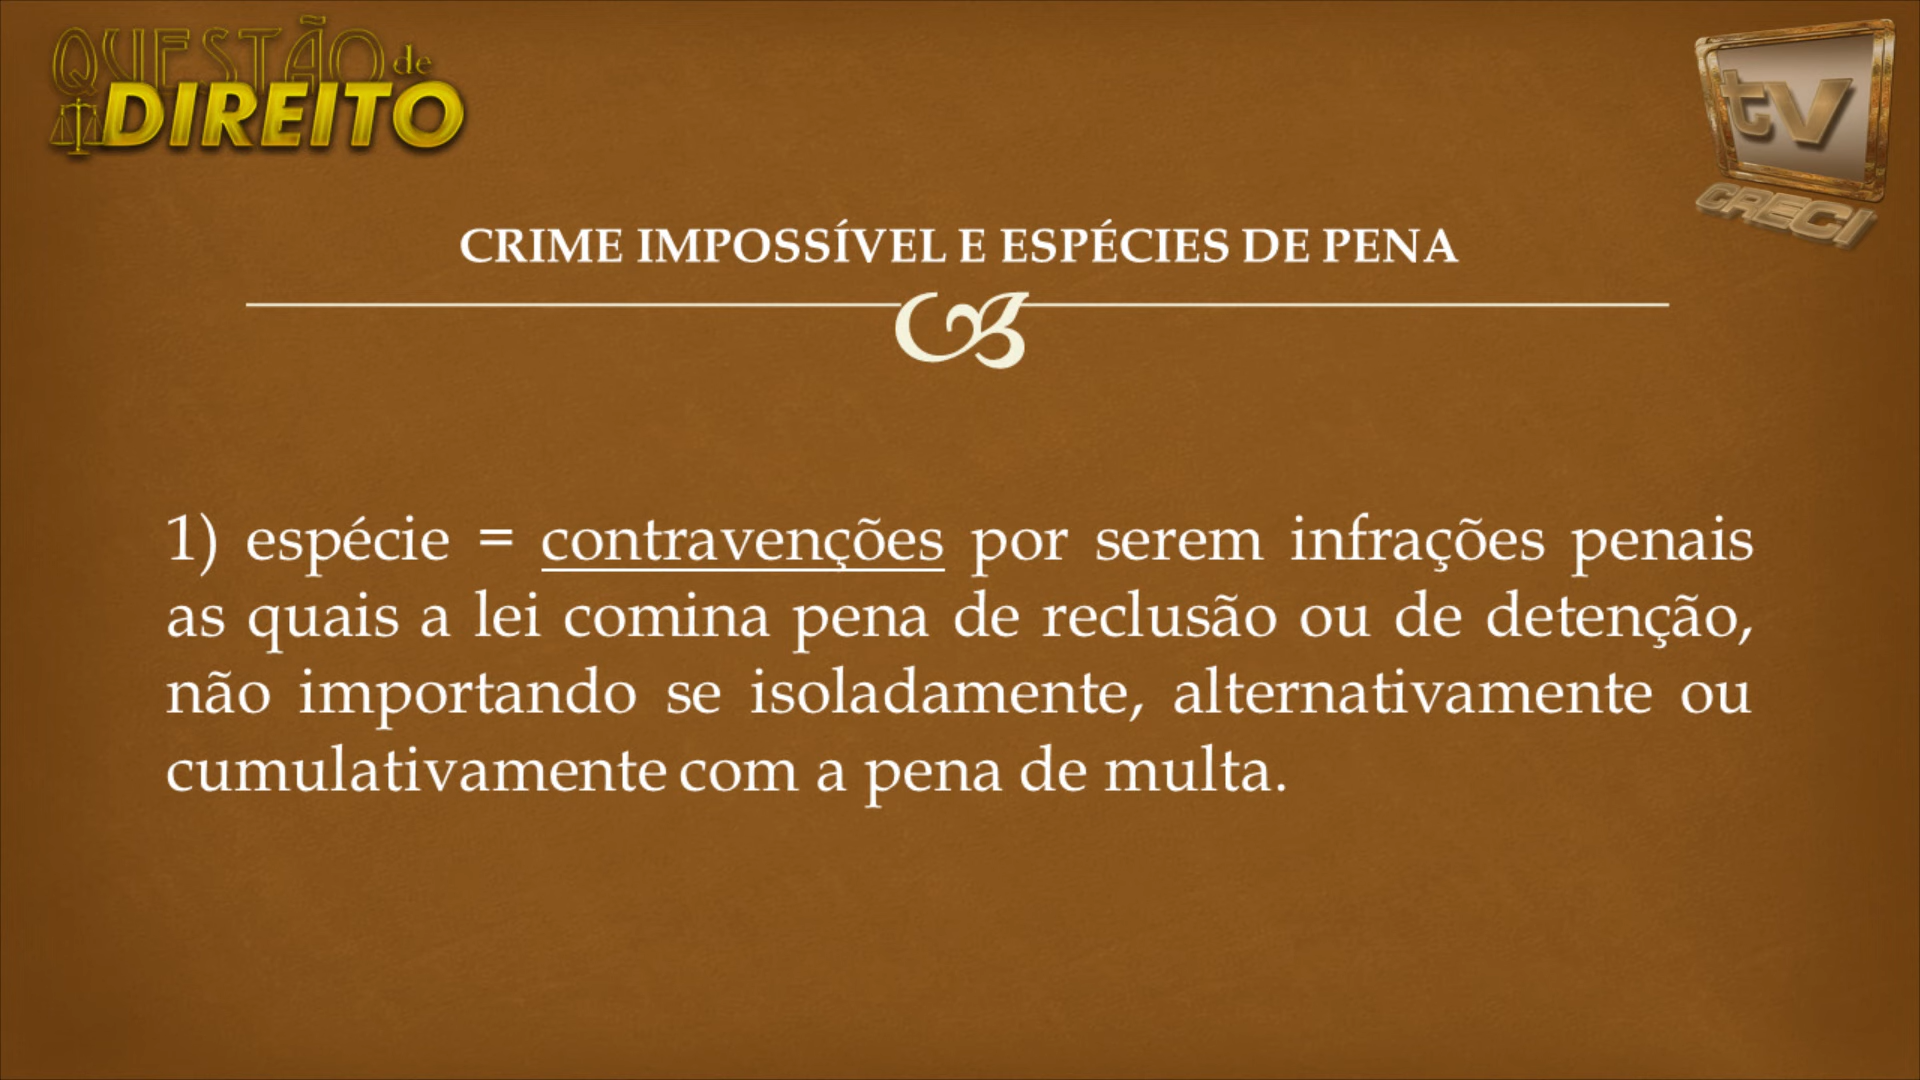 QUESTÃO de
DIREITO
tv
CRECI
CRIME IMPOSSÍVEL E ESPÉCIES DE PENA
1) espécie = contravenções por serem infrações penais
as quais a lei comina pena de reclusão ou de detenção,
não importando se isoladamente, alternativamente ou
cumulativamente com a pena de multa.